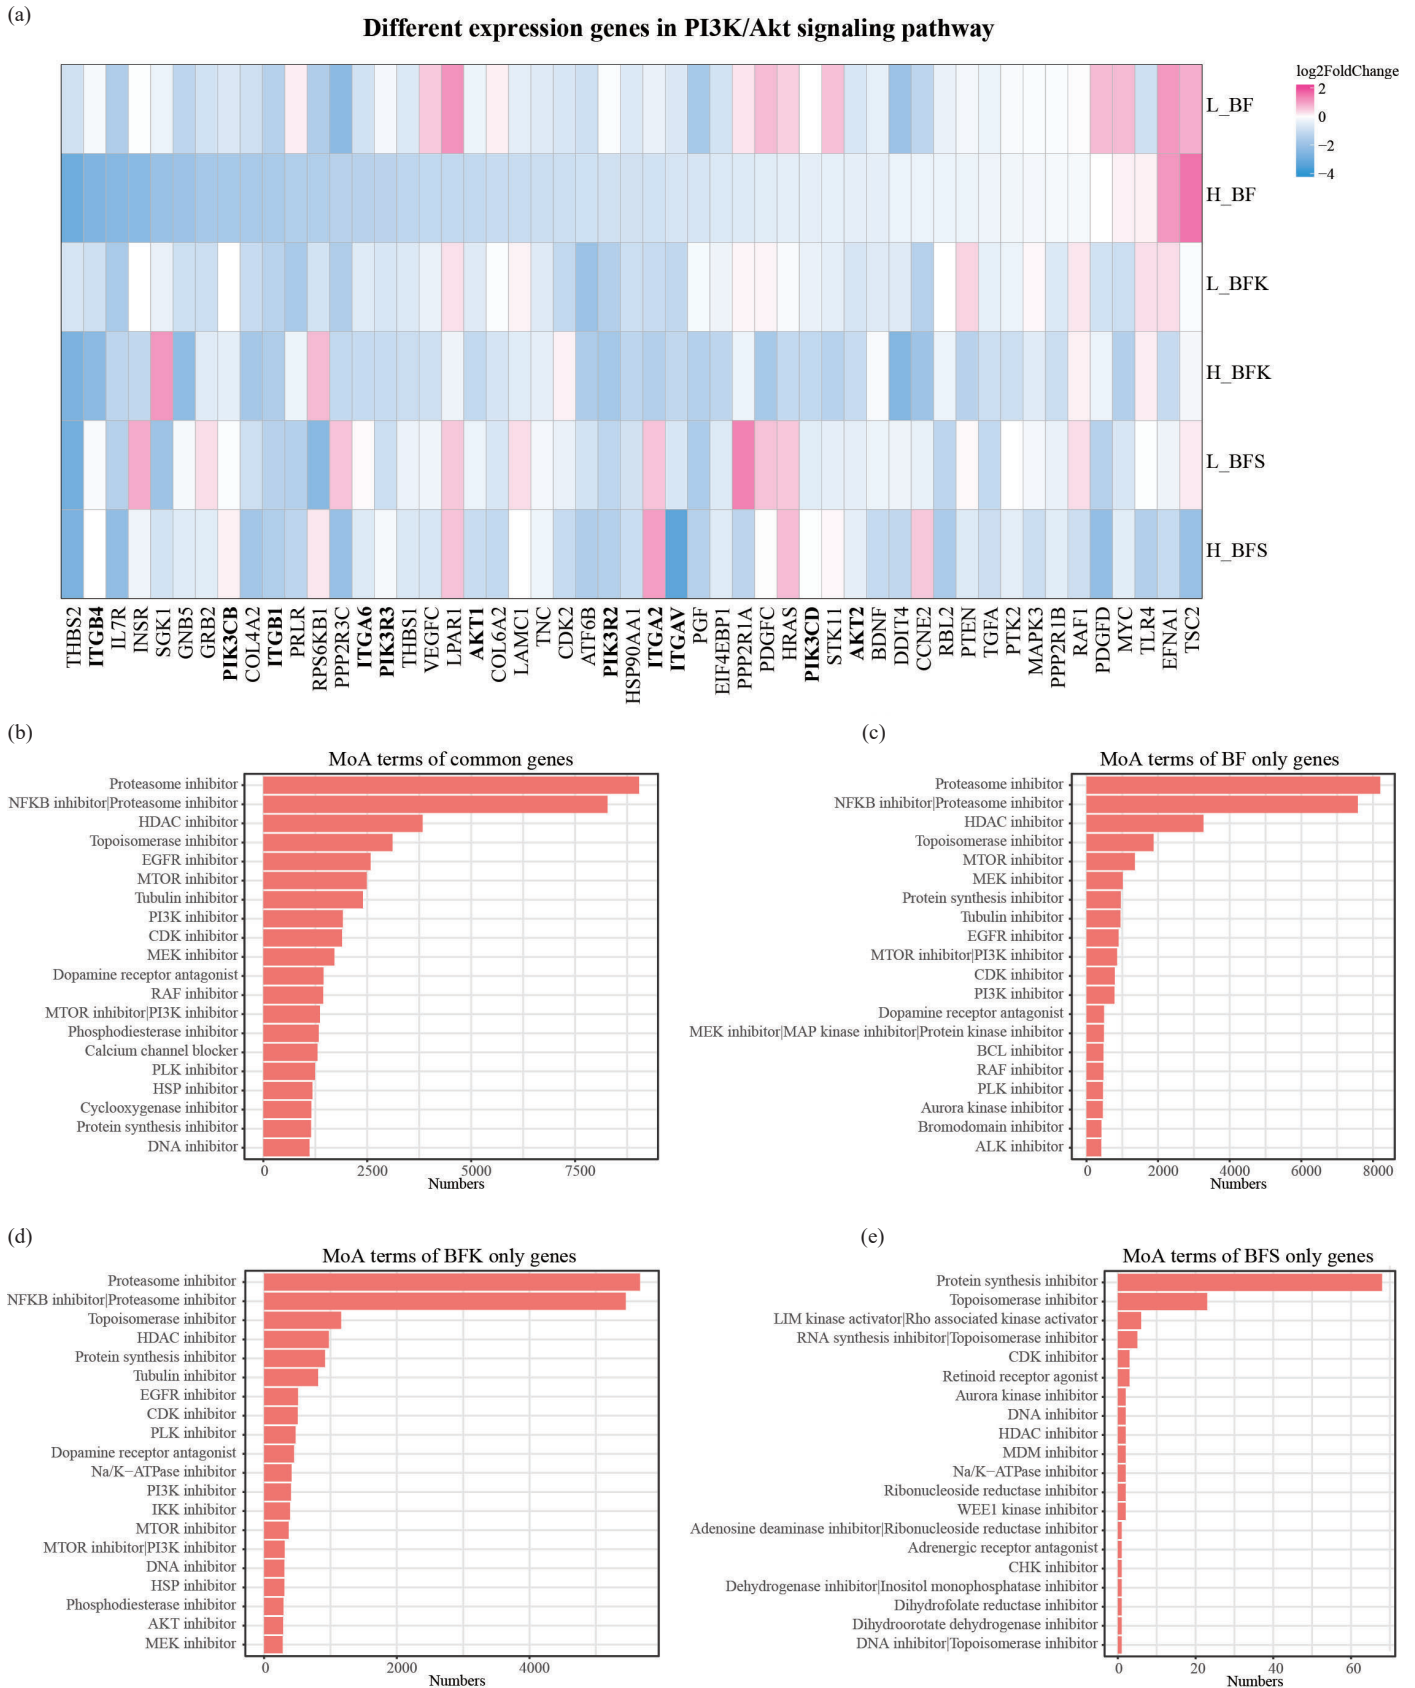 (a)
Different expression genes in PI3K/Akt signaling pathway
log2FoldChange
2
0
−2
−4
L_BF
H_BF
L_BFK
H_BFK
L_BFS
H_BFS
THBS2
ITGB4
IL7R
INSR
SGK1
GNB5
GRB2
PIK3CB
COL4A2
ITGB1
PRLR
RPS6KB1
PPP2R3C
ITGA6
PIK3R3
THBS1
VEGFC
LPAR1
AKT1
COL6A2
LAMC1
TNC
CDK2
ATF6B
PIK3R2
HSP90AA1
ITGA2
ITGAV
PGF
EIF4EBP1
PPP2R1A
PDGFC
HRAS
PIK3CD
STK11
AKT2
BDNF
DDIT4
CCNE2
RBL2
PTEN
TGFA
PTK2
MAPK3
PPP2R1B
RAF1
PDGFD
MYC
TLR4
EFNA1
TSC2
(b)
MoA terms of common genes
Proteasome inhibitor
NFKB inhibitor|Proteasome inhibitor
HDAC inhibitor
Topoisomerase inhibitor
EGFR inhibitor
MTOR inhibitor
Tubulin inhibitor
PI3K inhibitor
CDK inhibitor
MEK inhibitor
Dopamine receptor antagonist
RAF inhibitor
MTOR inhibitor|PI3K inhibitor
Phosphodiesterase inhibitor
Calcium channel blocker
PLK inhibitor
HSP inhibitor
Cyclooxygenase inhibitor
Protein synthesis inhibitor
DNA inhibitor
0 2500 5000 7500
Numbers
(c)
MoA terms of BF only genes
Proteasome inhibitor
NFKB inhibitor|Proteasome inhibitor
HDAC inhibitor
Topoisomerase inhibitor
MTOR inhibitor
MEK inhibitor
Protein synthesis inhibitor
Tubulin inhibitor
EGFR inhibitor
MTOR inhibitor|PI3K inhibitor
CDK inhibitor
PI3K inhibitor
Dopamine receptor antagonist
MEK inhibitor|MAP kinase inhibitor|Protein kinase inhibitor
BCL inhibitor
RAF inhibitor
PLK inhibitor
Aurora kinase inhibitor
Bromodomain inhibitor
ALK inhibitor
0 2000 4000 6000 8000
Numbers
(d)
MoA terms of BFK only genes
Proteasome inhibitor
NFKB inhibitor|Proteasome inhibitor
Topoisomerase inhibitor
HDAC inhibitor
Protein synthesis inhibitor
Tubulin inhibitor
EGFR inhibitor
CDK inhibitor
PLK inhibitor
Dopamine receptor antagonist
Na/K−ATPase inhibitor
PI3K inhibitor
IKK inhibitor
MTOR inhibitor
MTOR inhibitor|PI3K inhibitor
DNA inhibitor
HSP inhibitor
Phosphodiesterase inhibitor
AKT inhibitor
MEK inhibitor
0 2000 4000
Numbers
(e)
MoA terms of BFS only genes
Protein synthesis inhibitor
Topoisomerase inhibitor
LIM kinase activator|Rho associated kinase activator
RNA synthesis inhibitor|Topoisomerase inhibitor
CDK inhibitor
Retinoid receptor agonist
Aurora kinase inhibitor
DNA inhibitor
HDAC inhibitor
MDM inhibitor
Na/K−ATPase inhibitor
Ribonucleoside reductase inhibitor
WEE1 kinase inhibitor
Adenosine deaminase inhibitor|Ribonucleoside reductase inhibitor
Adrenergic receptor antagonist
CHK inhibitor
Dehydrogenase inhibitor|Inositol monophosphatase inhibitor
Dihydrofolate reductase inhibitor
Dihydroorotate dehydrogenase inhibitor
DNA inhibitor|Topoisomerase inhibitor
0 20 40 60
Numbers